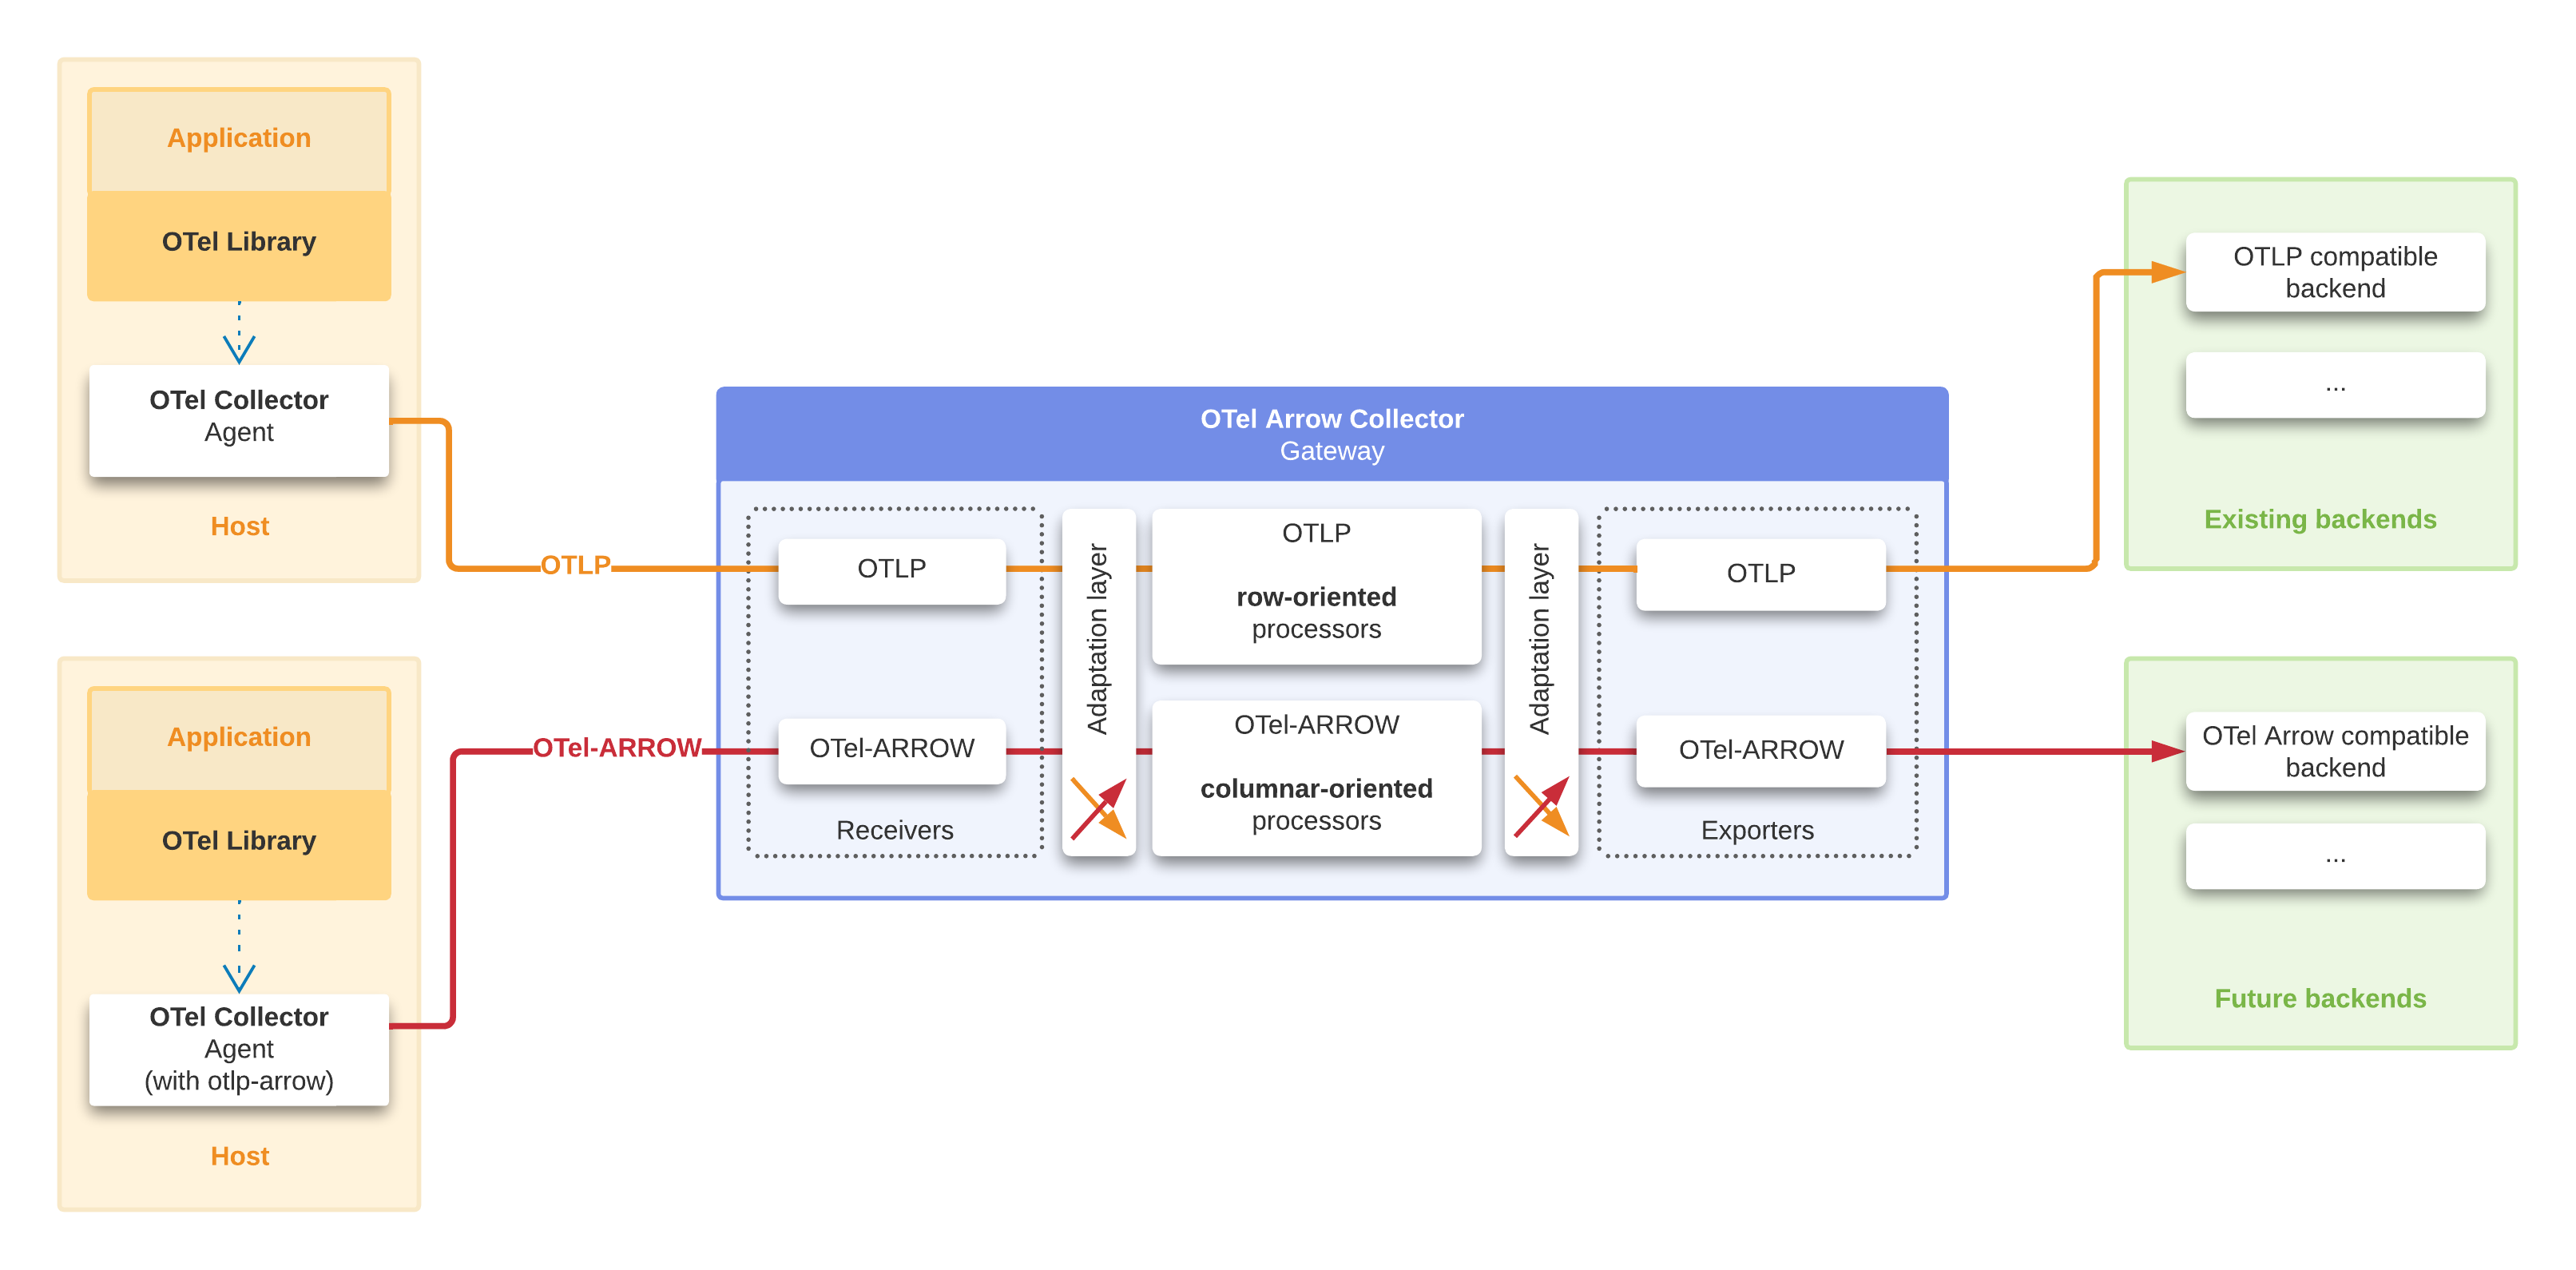 Application
OTel Library
OTel Collector
Agent
Host
OTLP
Application
OTel Library
OTel Collector
Agent
(with otlp-arrow)
Host
OTel-ARROW
OTel Arrow Collector
Gateway
OTLP
OTel-ARROW
Receivers
Adaptation layer
OTLP
row-oriented
processors
OTel-ARROW
columnar-oriented
processors
Adaptation layer
OTLP
OTel-ARROW
Exporters
OTLP compatible
backend
...
Existing backends
OTel Arrow compatible
backend
...
Future backends